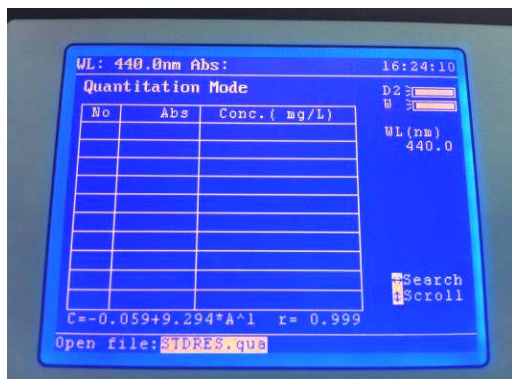 WL: 440.0nm Abs: 16:24:10
Quantitation Mode
D2
W
No Abs Conc.( mg/L)
WL(nm)
440.0
Search
Scroll
C=-0.059+9.294*A^1 r= 0.999
Open file:STDRES.qua